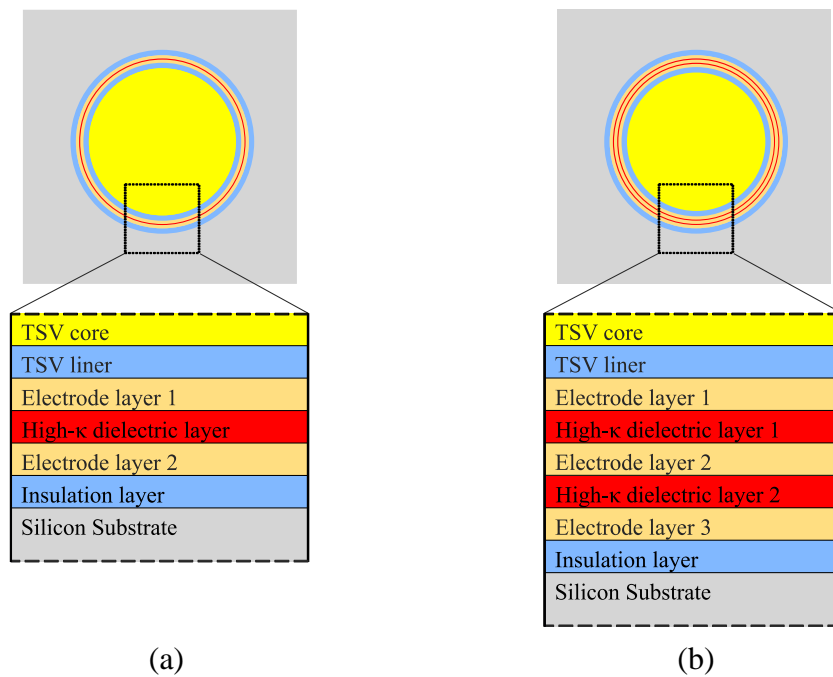 TSV core
TSV liner
Electrode layer 1
High-κ dielectric layer
Electrode layer 2
Insulation layer
Silicon Substrate
(a)
TSV core
TSV liner
Electrode layer 1
High-κ dielectric layer 1
Electrode layer 2
High-κ dielectric layer 2
Electrode layer 3
Insulation layer
Silicon Substrate
(b)